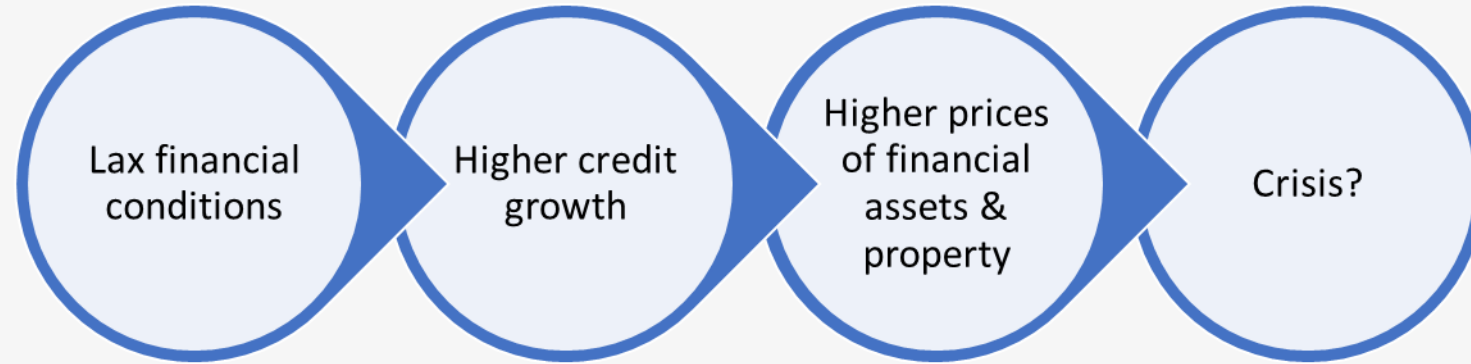 Lax financial
conditions
Higher credit
growth
Higher prices
of financial
assets &
property
Crisis?